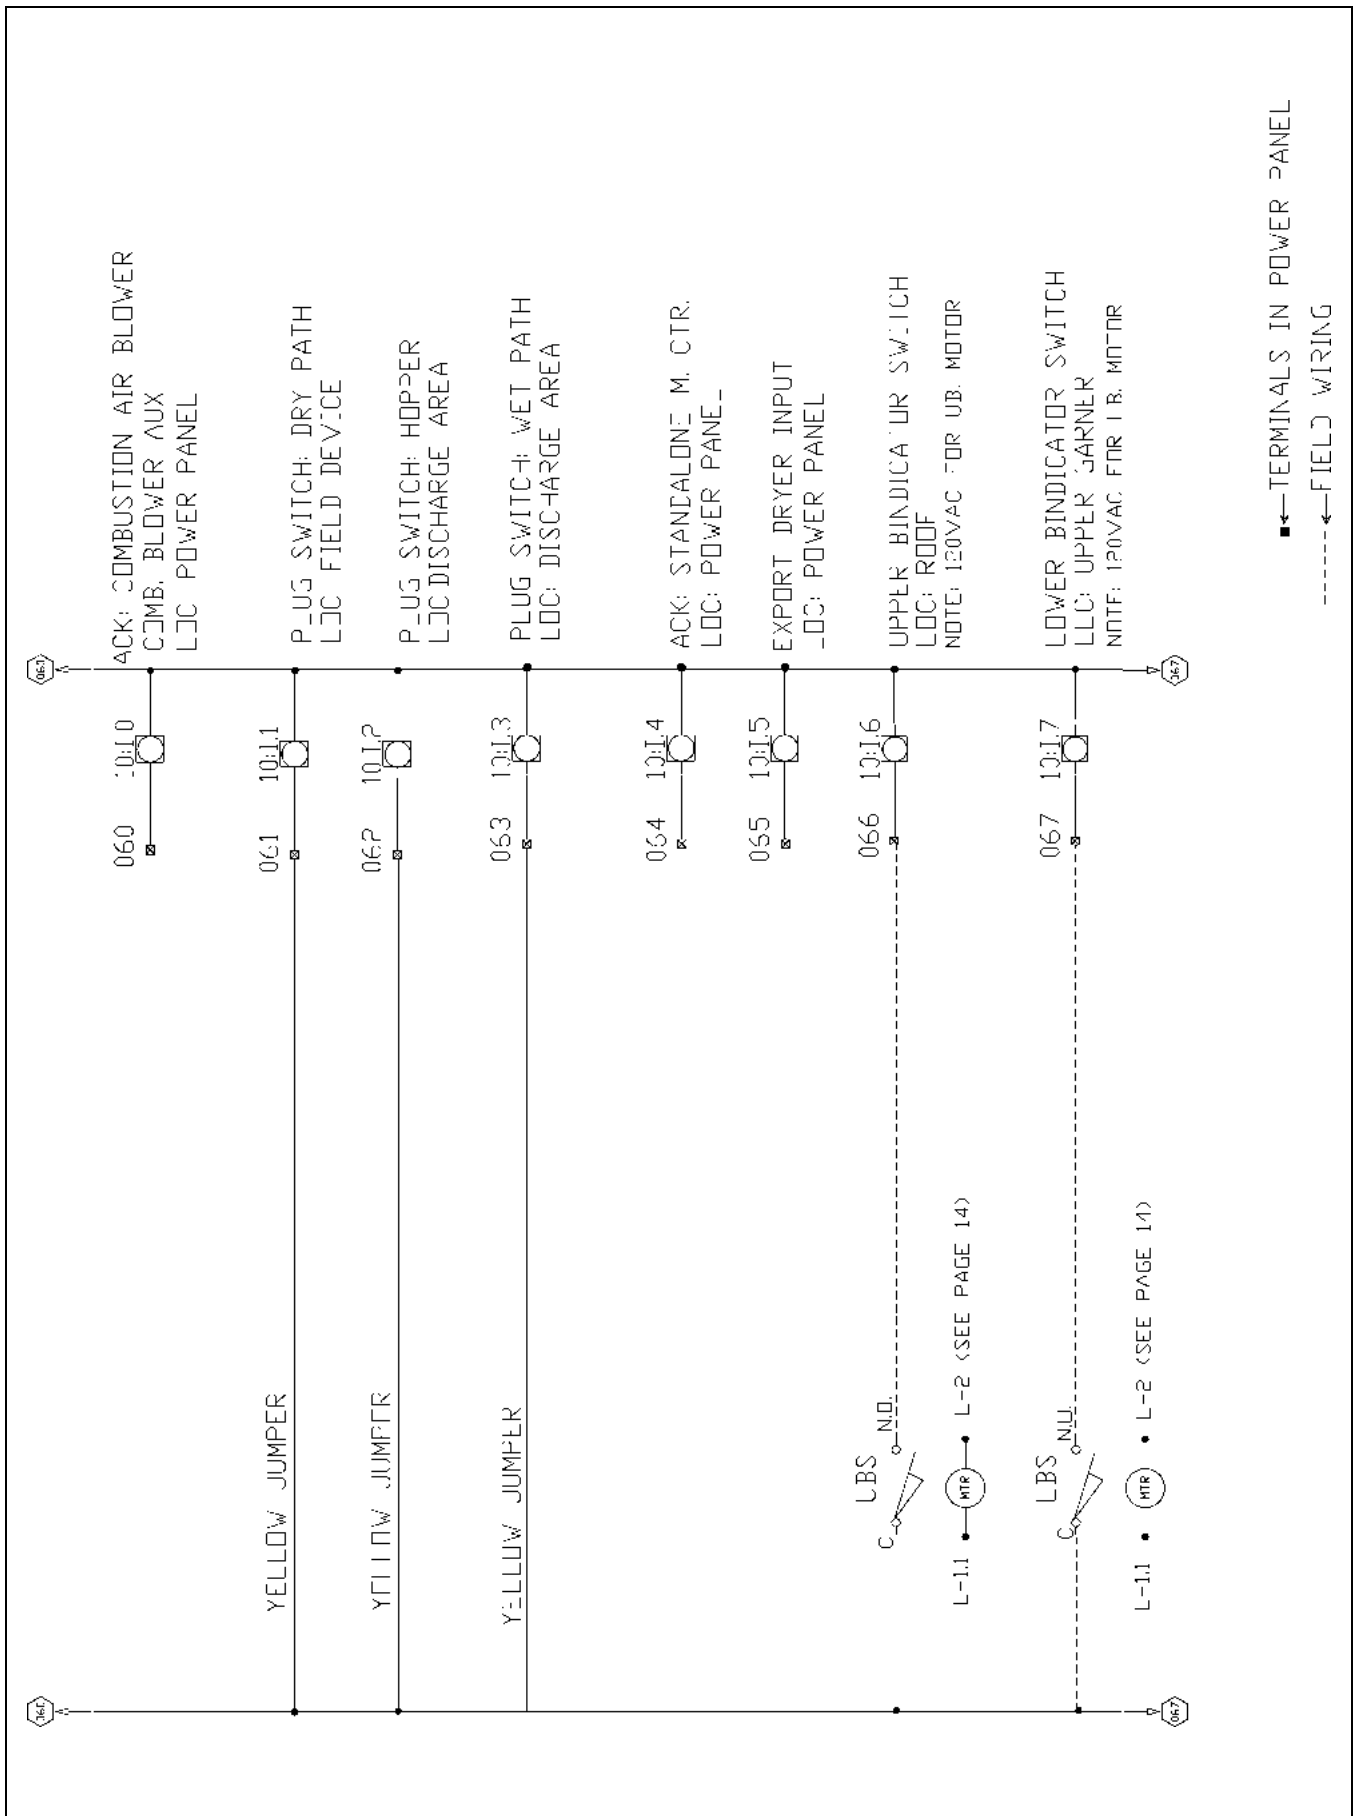 ACK: COMBUSTION AIR BLOWER
COMB. BLOWER AUX
LOC POWER PANEL
060
10:I.0
YELLOW JUMPER
061
10:I.1
PLUG SWITCH: DRY PATH
LOC FIELD DEVICE
YELLOW JUMPER
062
10:I.2
PLUG SWITCH: HOPPER
LOC DISCHARGE AREA
YELLOW JUMPER
063
10:I.3
PLUG SWITCH: WET PATH
LOC: DISCHARGE AREA
064
10:I.4
ACK: STANDALONE M. CTR.
LOC: POWER PANEL
065
10:I.5
EXPORT DRYER INPUT
LOC: POWER PANEL
C
N.O.
066
10:I.6
UPPER BINDICATOR SWITCH
LOC: ROOF
NOTE: 120VAC FOR UB. MOTOR
L-1.1
MTR
L-2 (SEE PAGE 14)
LBS
C
N.O.
067
10:I.7
LOWER BINDICATOR SWITCH
LOC: UPPER GARNER
NOTE: 120VAC FOR LB. MOTOR
L-1.1
MTR
L-2 (SEE PAGE 14)
067
067
TERMINALS IN POWER PANEL
FIELD WIRING